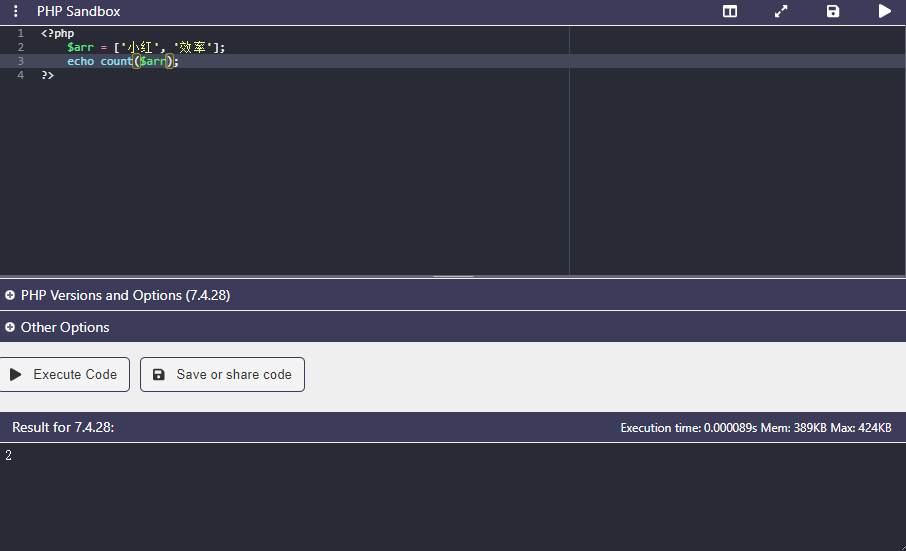 PHP Sandbox
1 <?php
2 $arr = ['小红', '效率'];
3 echo count($arr);
4 ?>
PHP Versions and Options (7.4.28)
Other Options
Execute Code Save or share code
Result for 7.4.28: Execution time: 0.000089s Mem: 389KB Max: 424KB
2